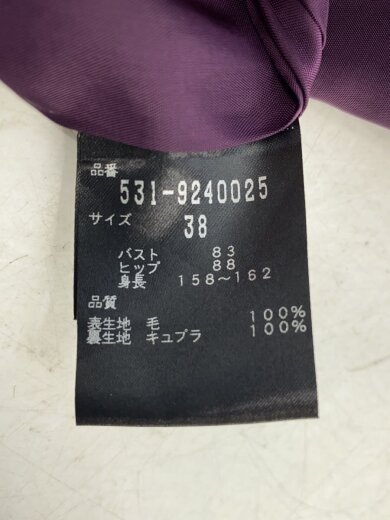 品番
531-9240025
サイズ 38
バスト 83
ヒップ 88
身長 158〜162
品質
表生地 毛 100%
裏生地 キュプラ 100%